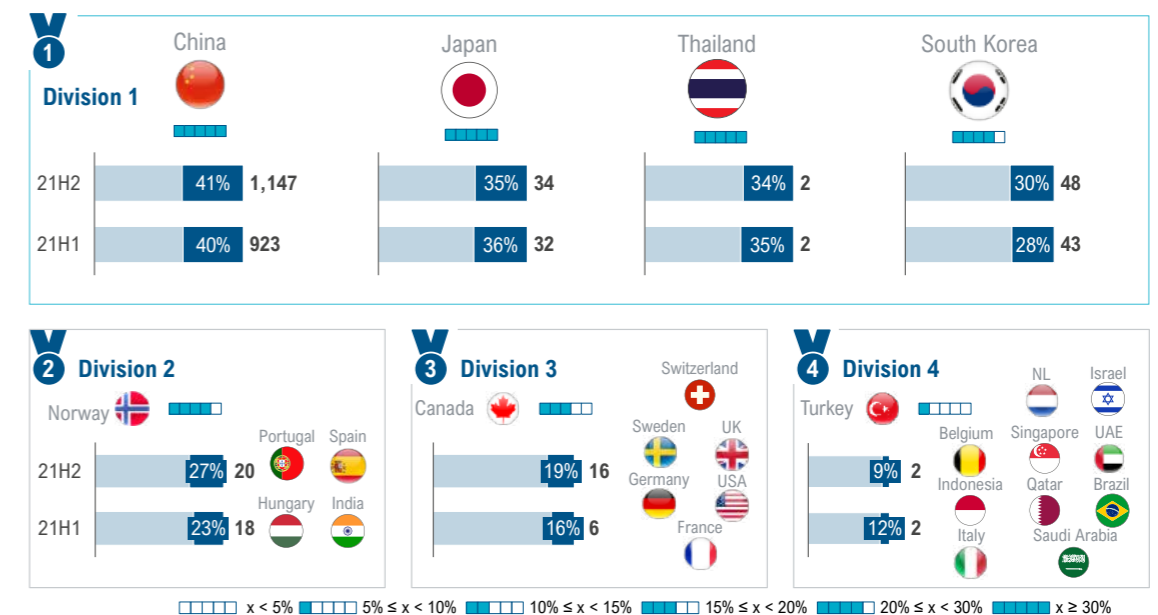 1
China
Japan
Thailand
South Korea
Division 1
21H2 41% 1,147 35% 34 34% 2 30% 48
21H1 40% 923 36% 32 35% 2 28% 43
2 Division 2
Norway
Portugal Spain
21H2 27% 20
Hungary India
21H1 23% 18
3 Division 3
Switzerland
Canada
Sweden UK
19% 16
Germany USA
16% 6
France
4 Division 4
NL Israel
Turkey
Belgium Singapore UAE
9% 2
Indonesia Qatar Brazil
12% 2
Italy Saudi Arabia
x < 5% 5% ≤ x < 10% 10% ≤ x < 15% 15% ≤ x < 20% 20% ≤ x < 30% x ≥ 30%